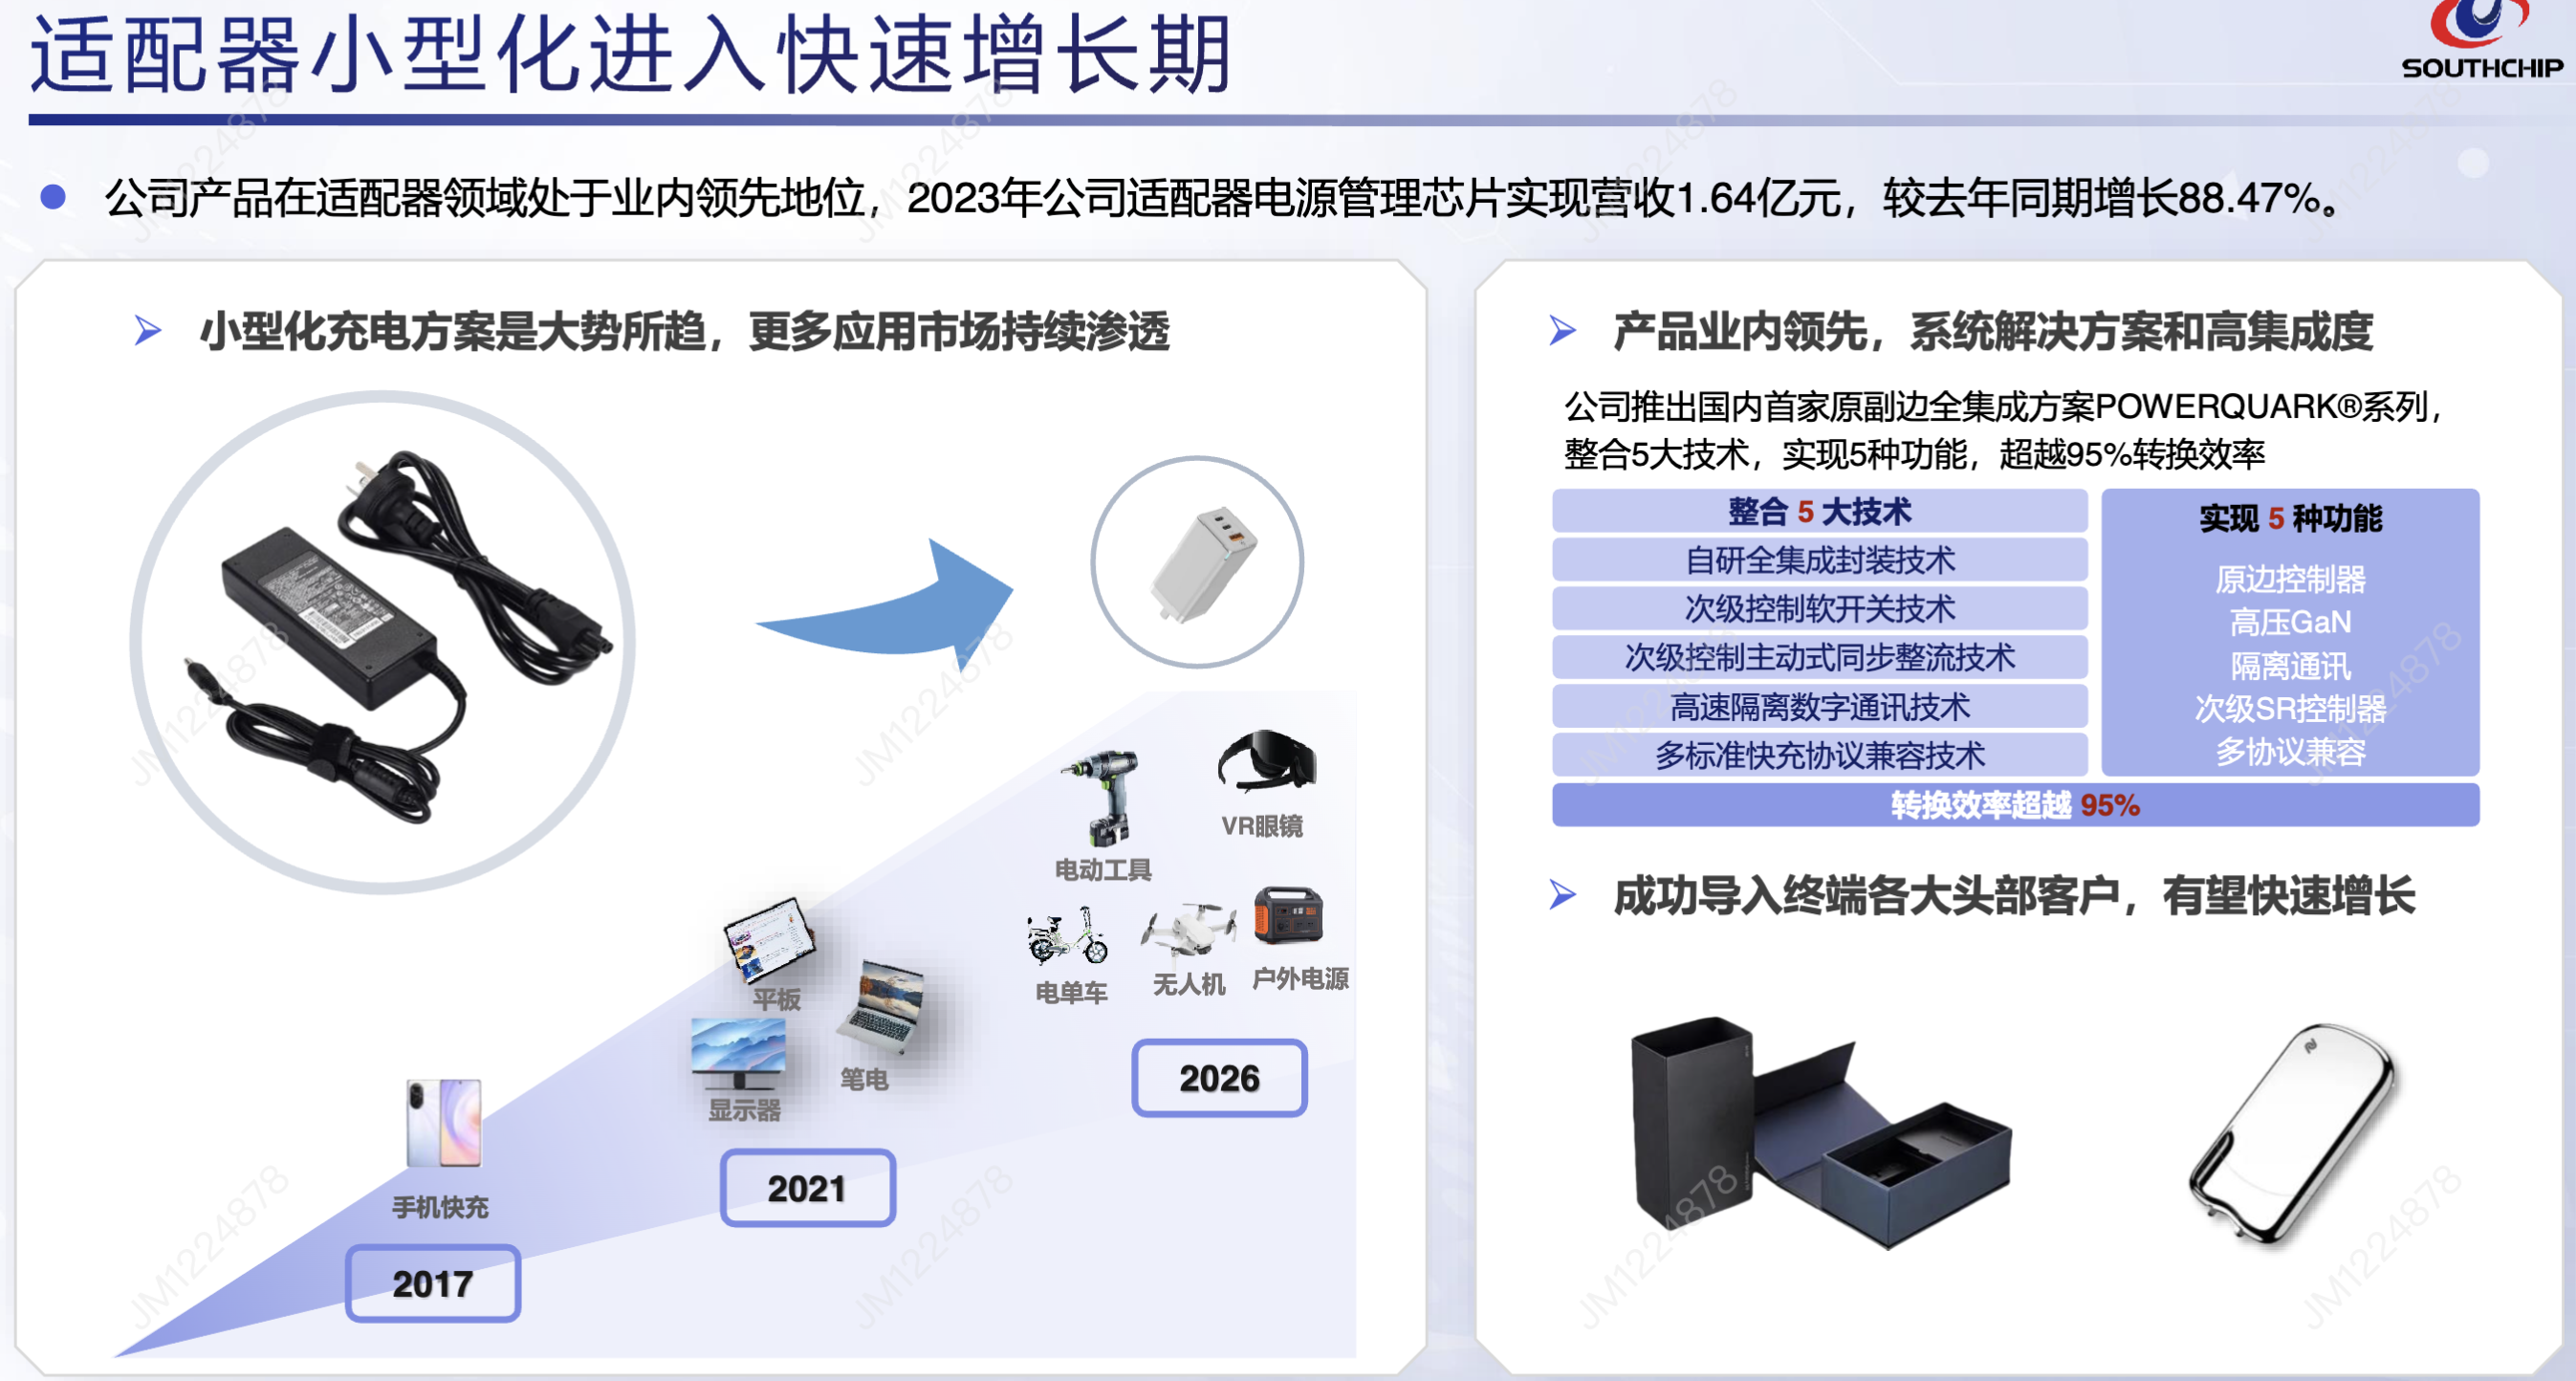 适配器小型化进入快速增长期
SOUTHCHIP
公司产品在适配器领域处于业内领先地位，2023年公司适配器电源管理芯片实现营收1.64亿元，较去年同期增长88.47%。
小型化充电方案是大势所趋，更多应用市场持续渗透
VR眼镜
电动工具
电单车
无人机
户外电源
平板
笔电
显示器
手机快充
2026
2021
2017
产品业内领先，系统解决方案和高集成度
公司推出国内首家原副边全集成方案POWERQUARK®系列，
整合5大技术，实现5种功能，超越95%转换效率
整合 5 大技术
自研全集成封装技术
次级控制软开关技术
次级控制主动式同步整流技术
高速隔离数字通讯技术
多标准快充协议兼容技术
实现 5 种功能
原边控制器
高压GaN
隔离通讯
次级SR控制器
多协议兼容
转换效率超越 95%
成功导入终端各大头部客户，有望快速增长
JM1224878
JM1224878
JM1224878
JM1224878
JM1224878
JM1224878
JM1224878
JM1224878
JM1224878
JM1224878
JM1224878
JM1224878